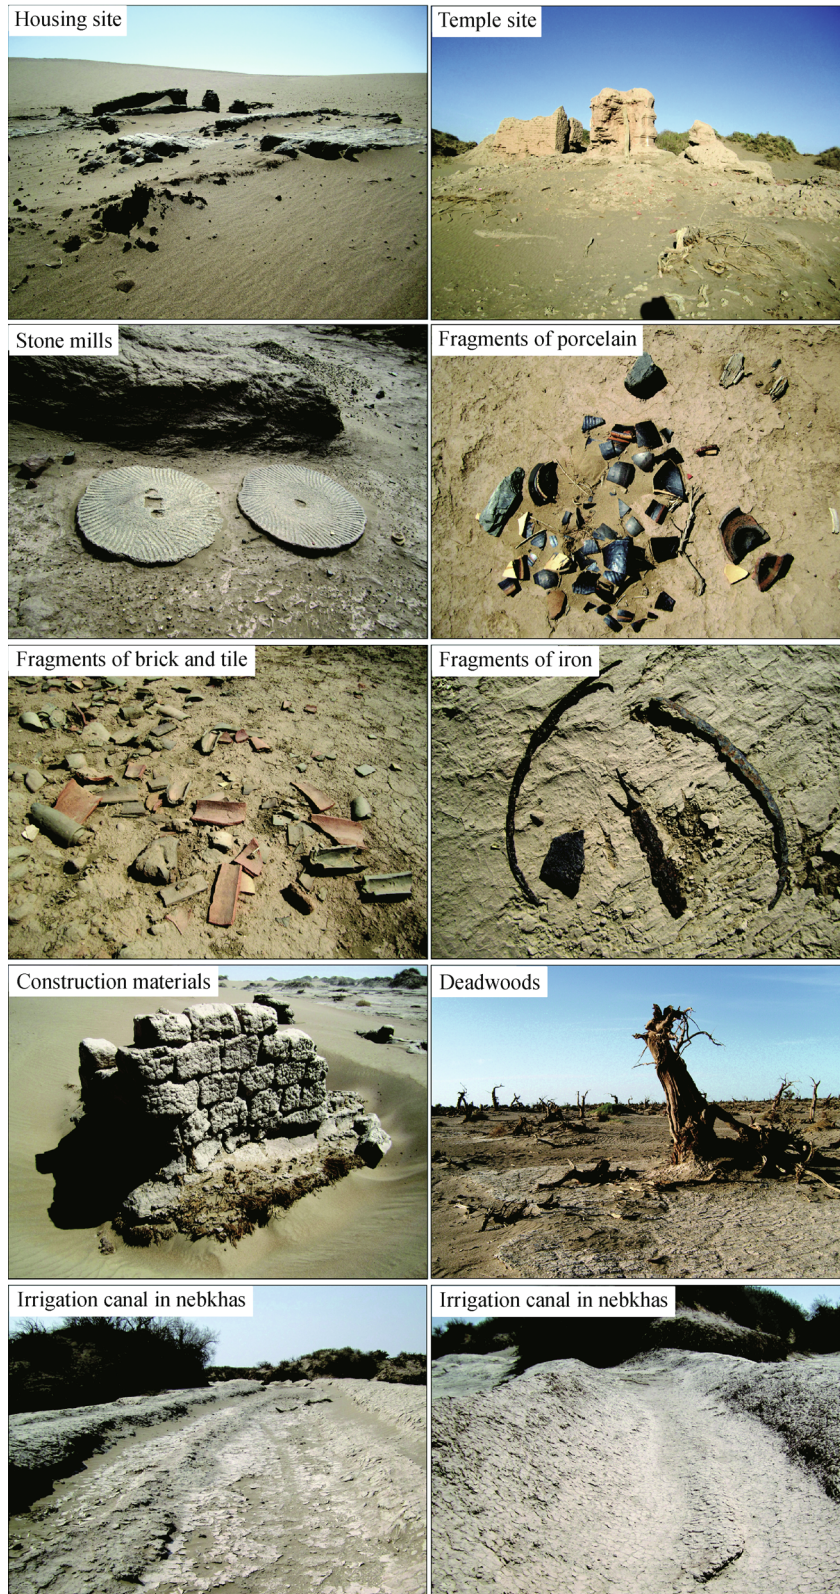 Housing site
Temple site
Stone mills
Fragments of porcelain
Fragments of brick and tile
Fragments of iron
Construction materials
Deadwoods
Irrigation canal in nebkhas
Irrigation canal in nebkhas